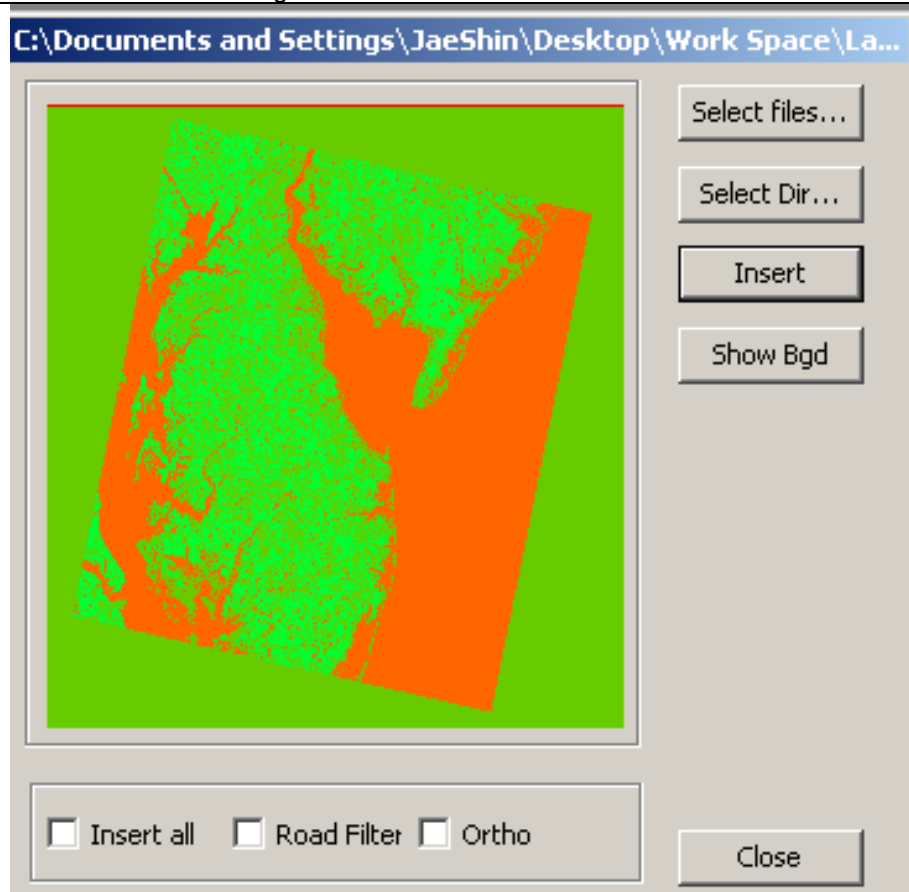 C:\Documents and Settings\JaeShin\Desktop\Work Space\La...
Select files...
Select Dir...
Insert
Show Bgd
Insert all
Road Filter
Ortho
Close